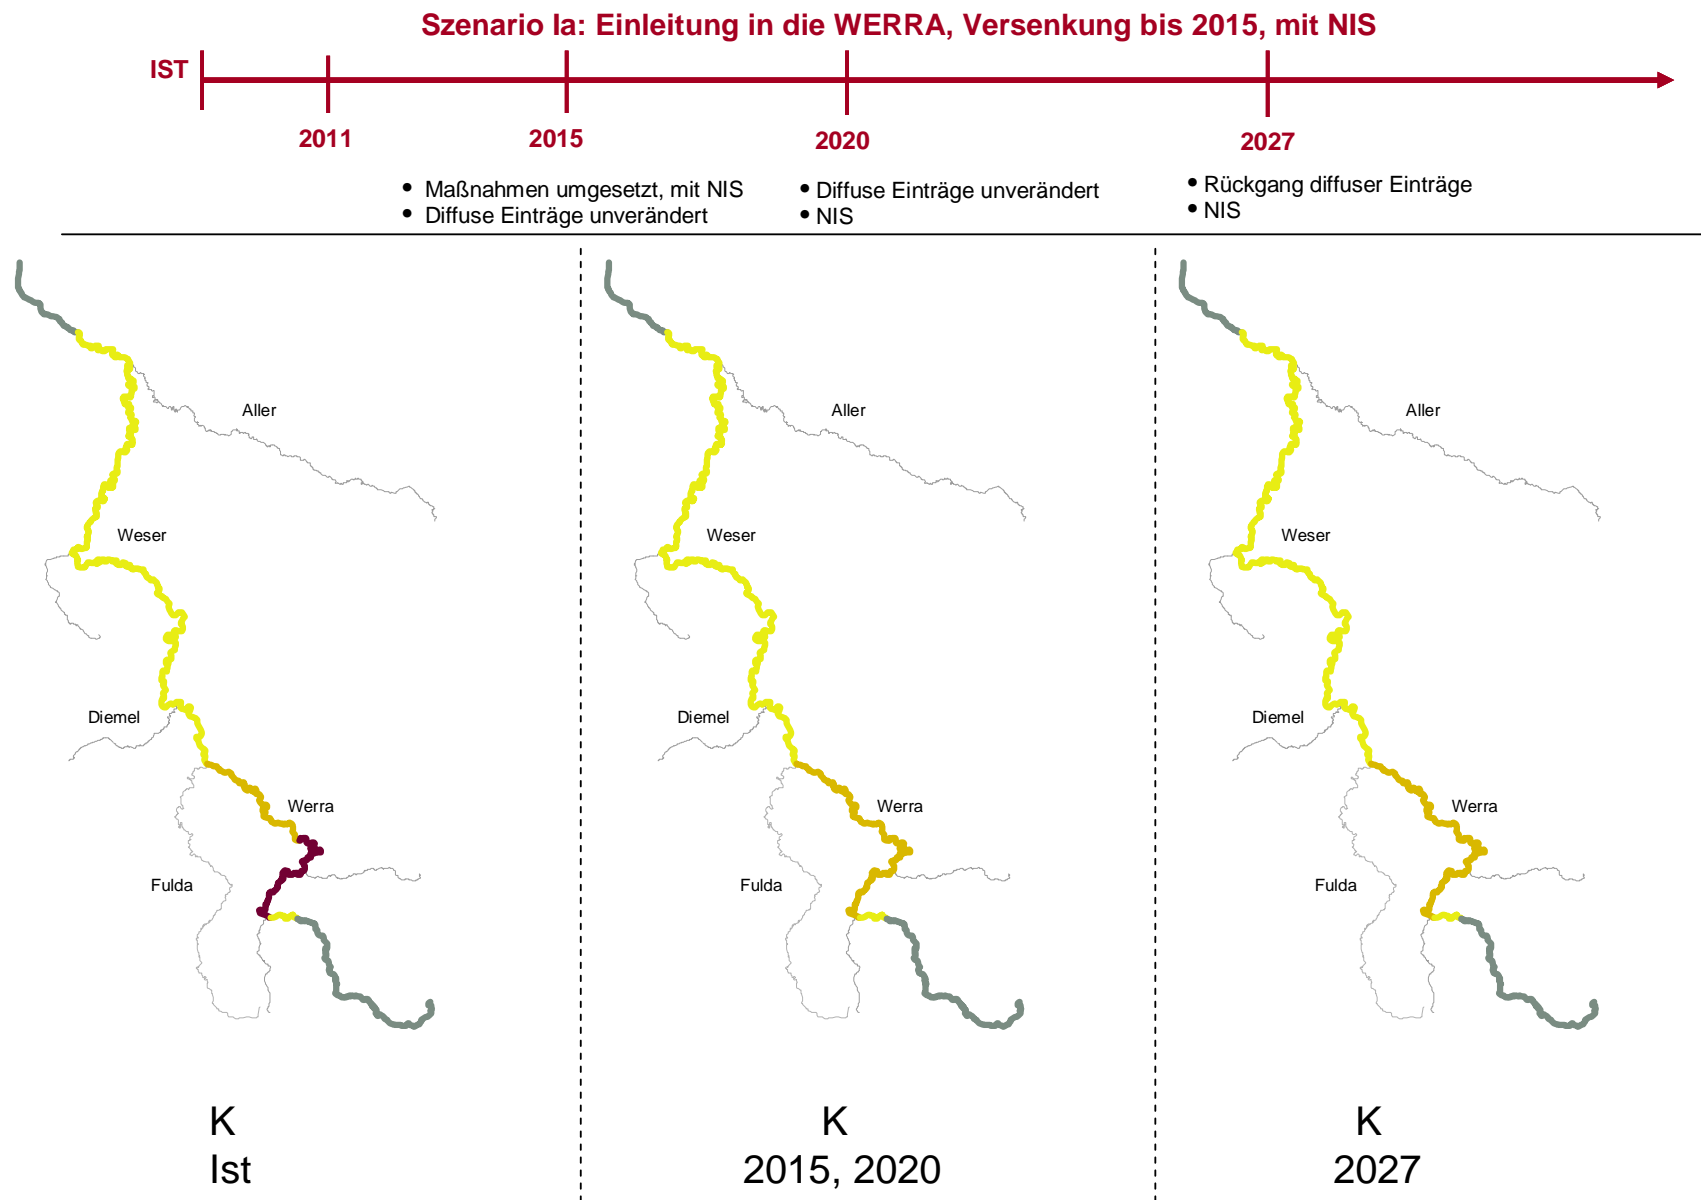 Szenario Ia: Einleitung in die WERRA, Versenkung bis 2015, mit NIS
IST
2011
2015
2020
2027
• Maßnahmen umgesetzt, mit NIS
• Diffuse Einträge unverändert
• Diffuse Einträge unverändert
• NIS
• Rückgang diffuser Einträge
• NIS
Aller
Weser
Diemel
Werra
Fulda
K
Ist
Aller
Weser
Diemel
Werra
Fulda
K
2015, 2020
Aller
Weser
Diemel
Werra
Fulda
K
2027